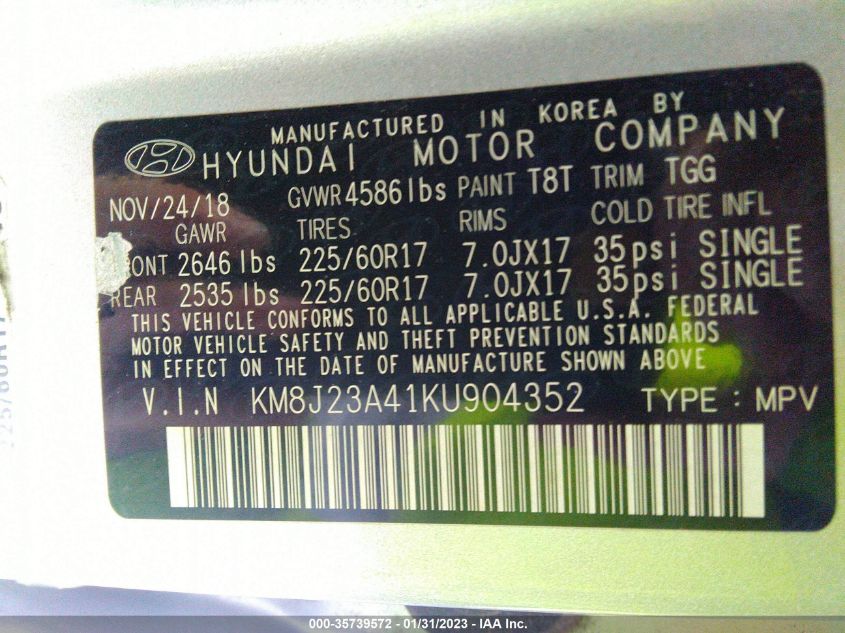 MANUFACTURED IN KOREA BY
HYUNDAI MOTOR COMPANY
NOV/24/18 GVWR 4586 lbs PAINT T8T TRIM TGG
GAWR TIRES RIMS COLD TIRE INFL
2646 lbs 225/60R17 7.0JX17 35psi SINGLE
REAR 2535 lbs 225/60R17 7.0JX17 35psi SINGLE
THIS VEHICLE CONFORMS TO ALL APPLICABLE U.S.A. FEDERAL
MOTOR VEHICLE SAFETY AND THEFT PREVENTION STANDARDS
IN EFFECT ON THE DATE OF MANUFACTURE SHOWN ABOVE
V.I.N KM8J23A41KU904352 TYPE : MPV
225/60R17
000-35739572 - 01/31/2023 - IAA Inc.